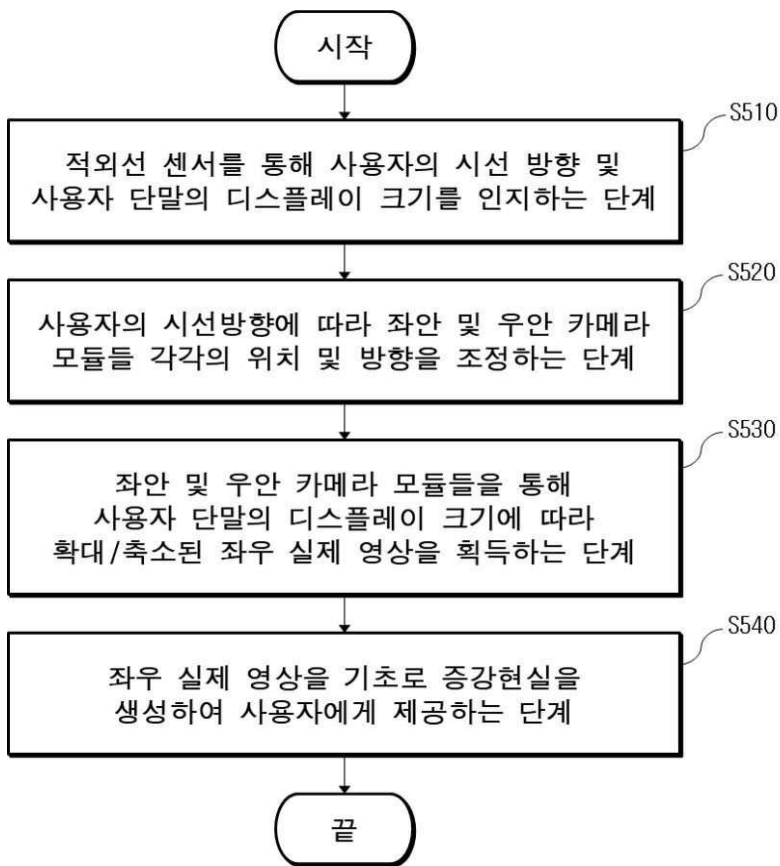 시작
S510
적외선 센서를 통해 사용자의 시선 방향 및
사용자 단말의 디스플레이 크기를 인지하는 단계
S520
사용자의 시선방향에 따라 좌안 및 우안 카메라
모듈들 각각의 위치 및 방향을 조정하는 단계
S530
좌안 및 우안 카메라 모듈들을 통해
사용자 단말의 디스플레이 크기에 따라
확대/축소된 좌우 실제 영상을 획득하는 단계
S540
좌우 실제 영상을 기초로 증강현실을
생성하여 사용자에게 제공하는 단계
끝